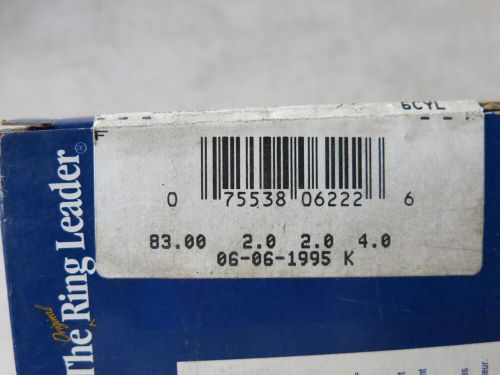 6CYL
F
0 75538 06222 6
83.00 2.0 2.0 4.0
06-06-1995 K
The Original Ring Leader®